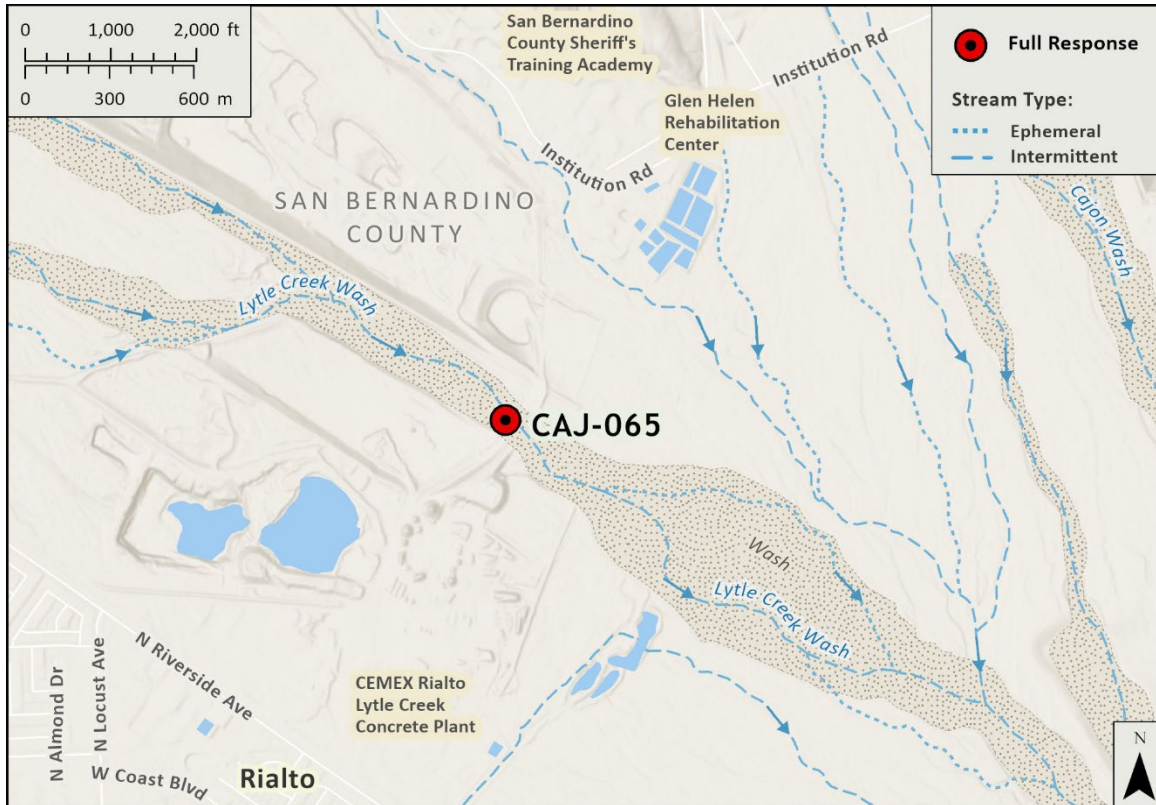 0 1,000 2,000 ft
0 300 600 m
San Bernardino
County Sheriff's
Training Academy
Institution Rd
Glen Helen
Rehabilitation
Center
Institution Rd
Full Response
Stream Type:
Ephemeral
Intermittent
SAN BERNARDINO
COUNTY
Cajon Wash
Lytle Creek Wash
CAJ-065
Wash
Lytle Creek Wash
N Riverside Ave
N Locust Ave
N Almond Dr
W Coast Blvd
Rialto
CEMEX Rialto
Lytle Creek
Concrete Plant
N